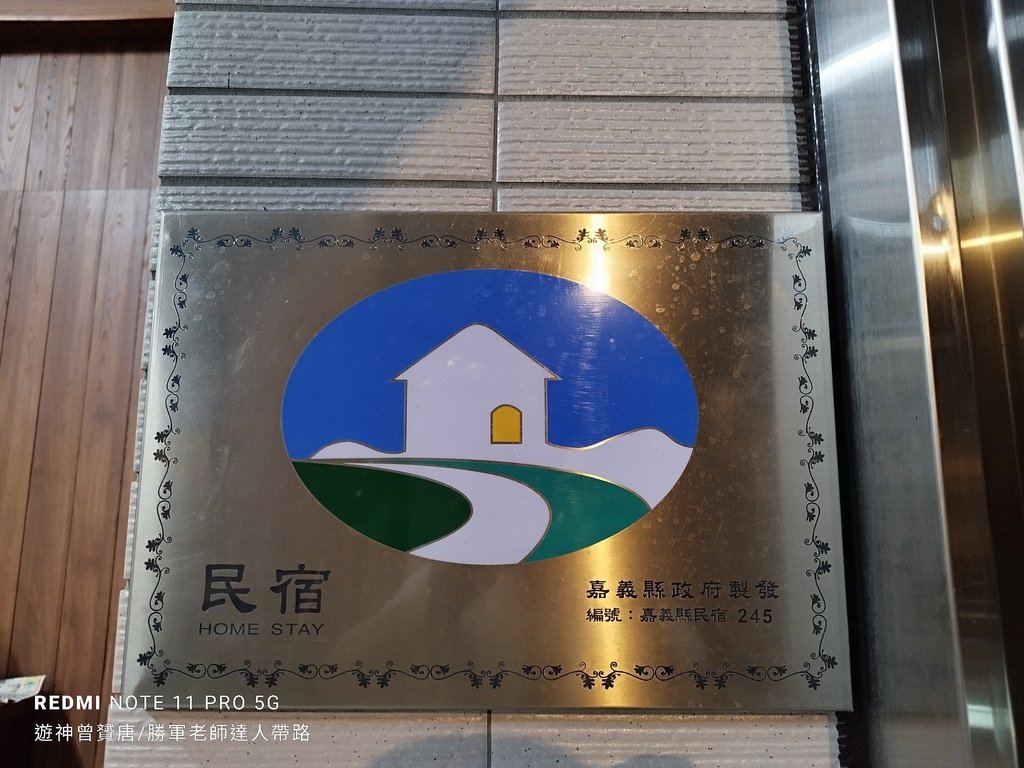 民宿
HOME STAY
嘉義縣政府製發
編號：嘉義縣民宿 245
REDMI NOTE 11 PRO 5G
遊神曾贇唐/勝軍老師達人帶路